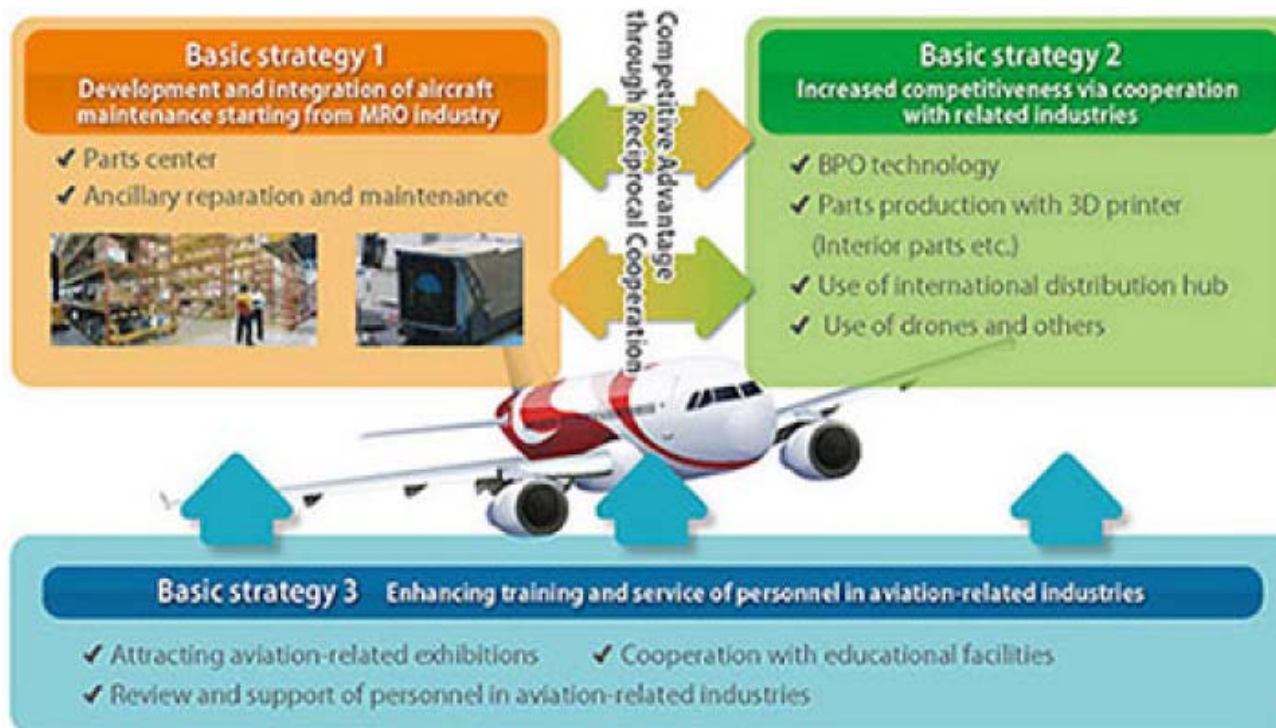 Basic strategy 1
Development and integration of aircraft
maintenance starting from MRO industry
✔ Parts center
✔ Ancillary reparation and maintenance
Competitive Advantage
through Reciprocal Cooperation
Basic strategy 2
Increased competitiveness via cooperation
with related industries
✔ BPO technology
✔ Parts production with 3D printer
(Interior parts etc.)
✔ Use of international distribution hub
✔ Use of drones and others
Basic strategy 3 Enhancing training and service of personnel in aviation-related industries
✔ Attracting aviation-related exhibitions ✔ Cooperation with educational facilities
✔ Review and support of personnel in aviation-related industries